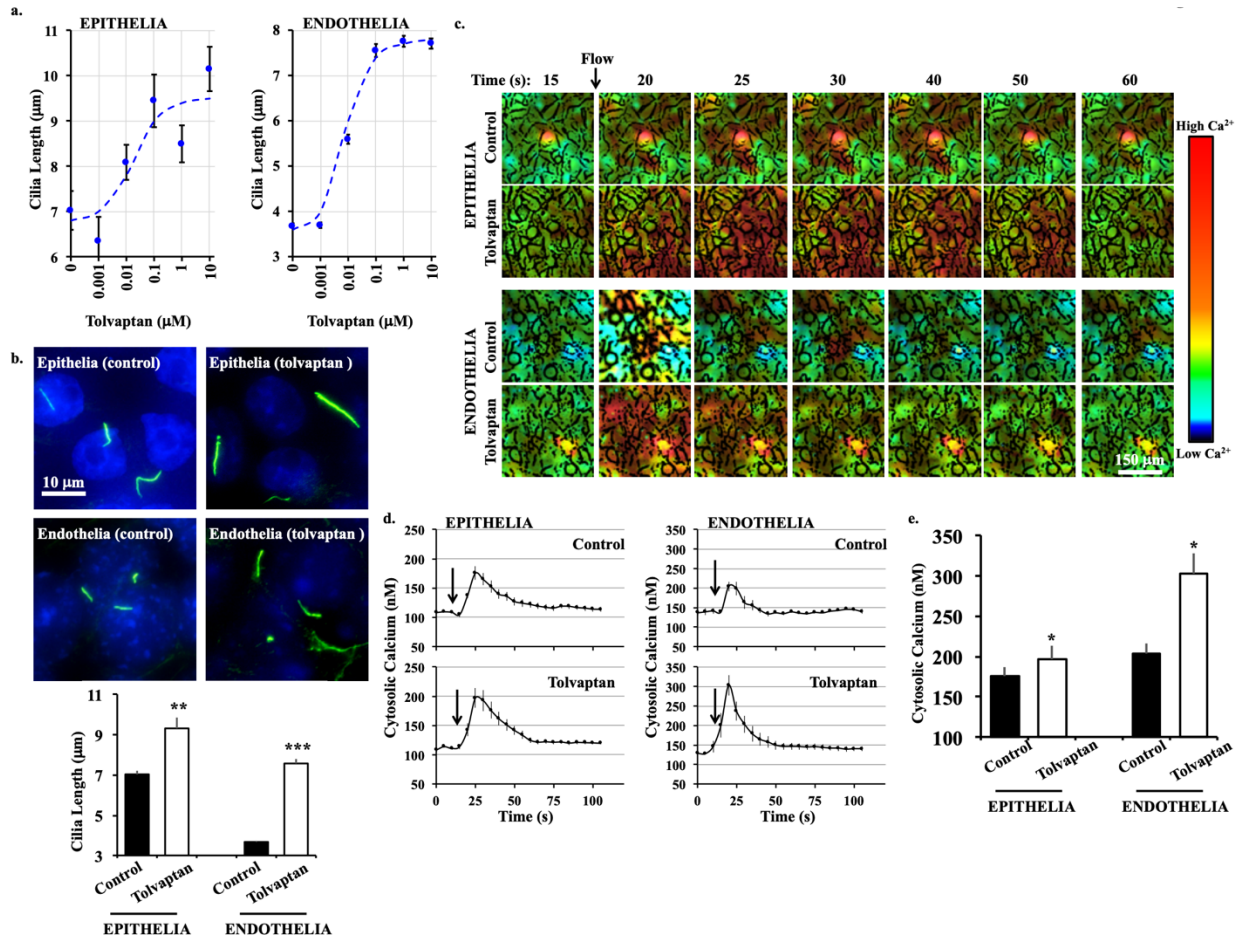 a.
EPITHELIA
Cilia Length (μm)
11
10
9
8
7
6
0
0.001
0.01
0.1
1
10
Tolvaptan (μM)
ENDOTHELIA
Cilia Length (μm)
8
7
6
5
4
3
0
0.001
0.01
0.1
1
10
Tolvaptan (μM)
b.
Epithelia (control)
10 μm
Epithelia (tolvaptan )
Endothelia (control)
Endothelia (tolvaptan )
Cilia Length (μm)
11
9
7
5
3
**
***
Control
Tolvaptan
Control
Tolvaptan
EPITHELIA
ENDOTHELIA
c.
Flow
Time (s): 15 20 25 30 40 50 60
EPITHELIA
Control
Tolvaptan
ENDOTHELIA
Control
Tolvaptan
150 μm
High Ca²⁺
Low Ca²⁺
d.
EPITHELIA
Control
250
200
150
100
50
Tolvaptan
250
200
150
100
50
0 25 50 75 100
Time (s)
Cytosolic Calcium (nM)
ENDOTHELIA
Control
350
300
250
200
150
100
50
Tolvaptan
350
300
250
200
150
100
50
0 25 50 75 100
Time (s)
Cytosolic Calcium (nM)
e.
Cytosolic Calcium (nM)
350
300
250
200
150
100
*
*
Control
Tolvaptan
Control
Tolvaptan
EPITHELIA
ENDOTHELIA